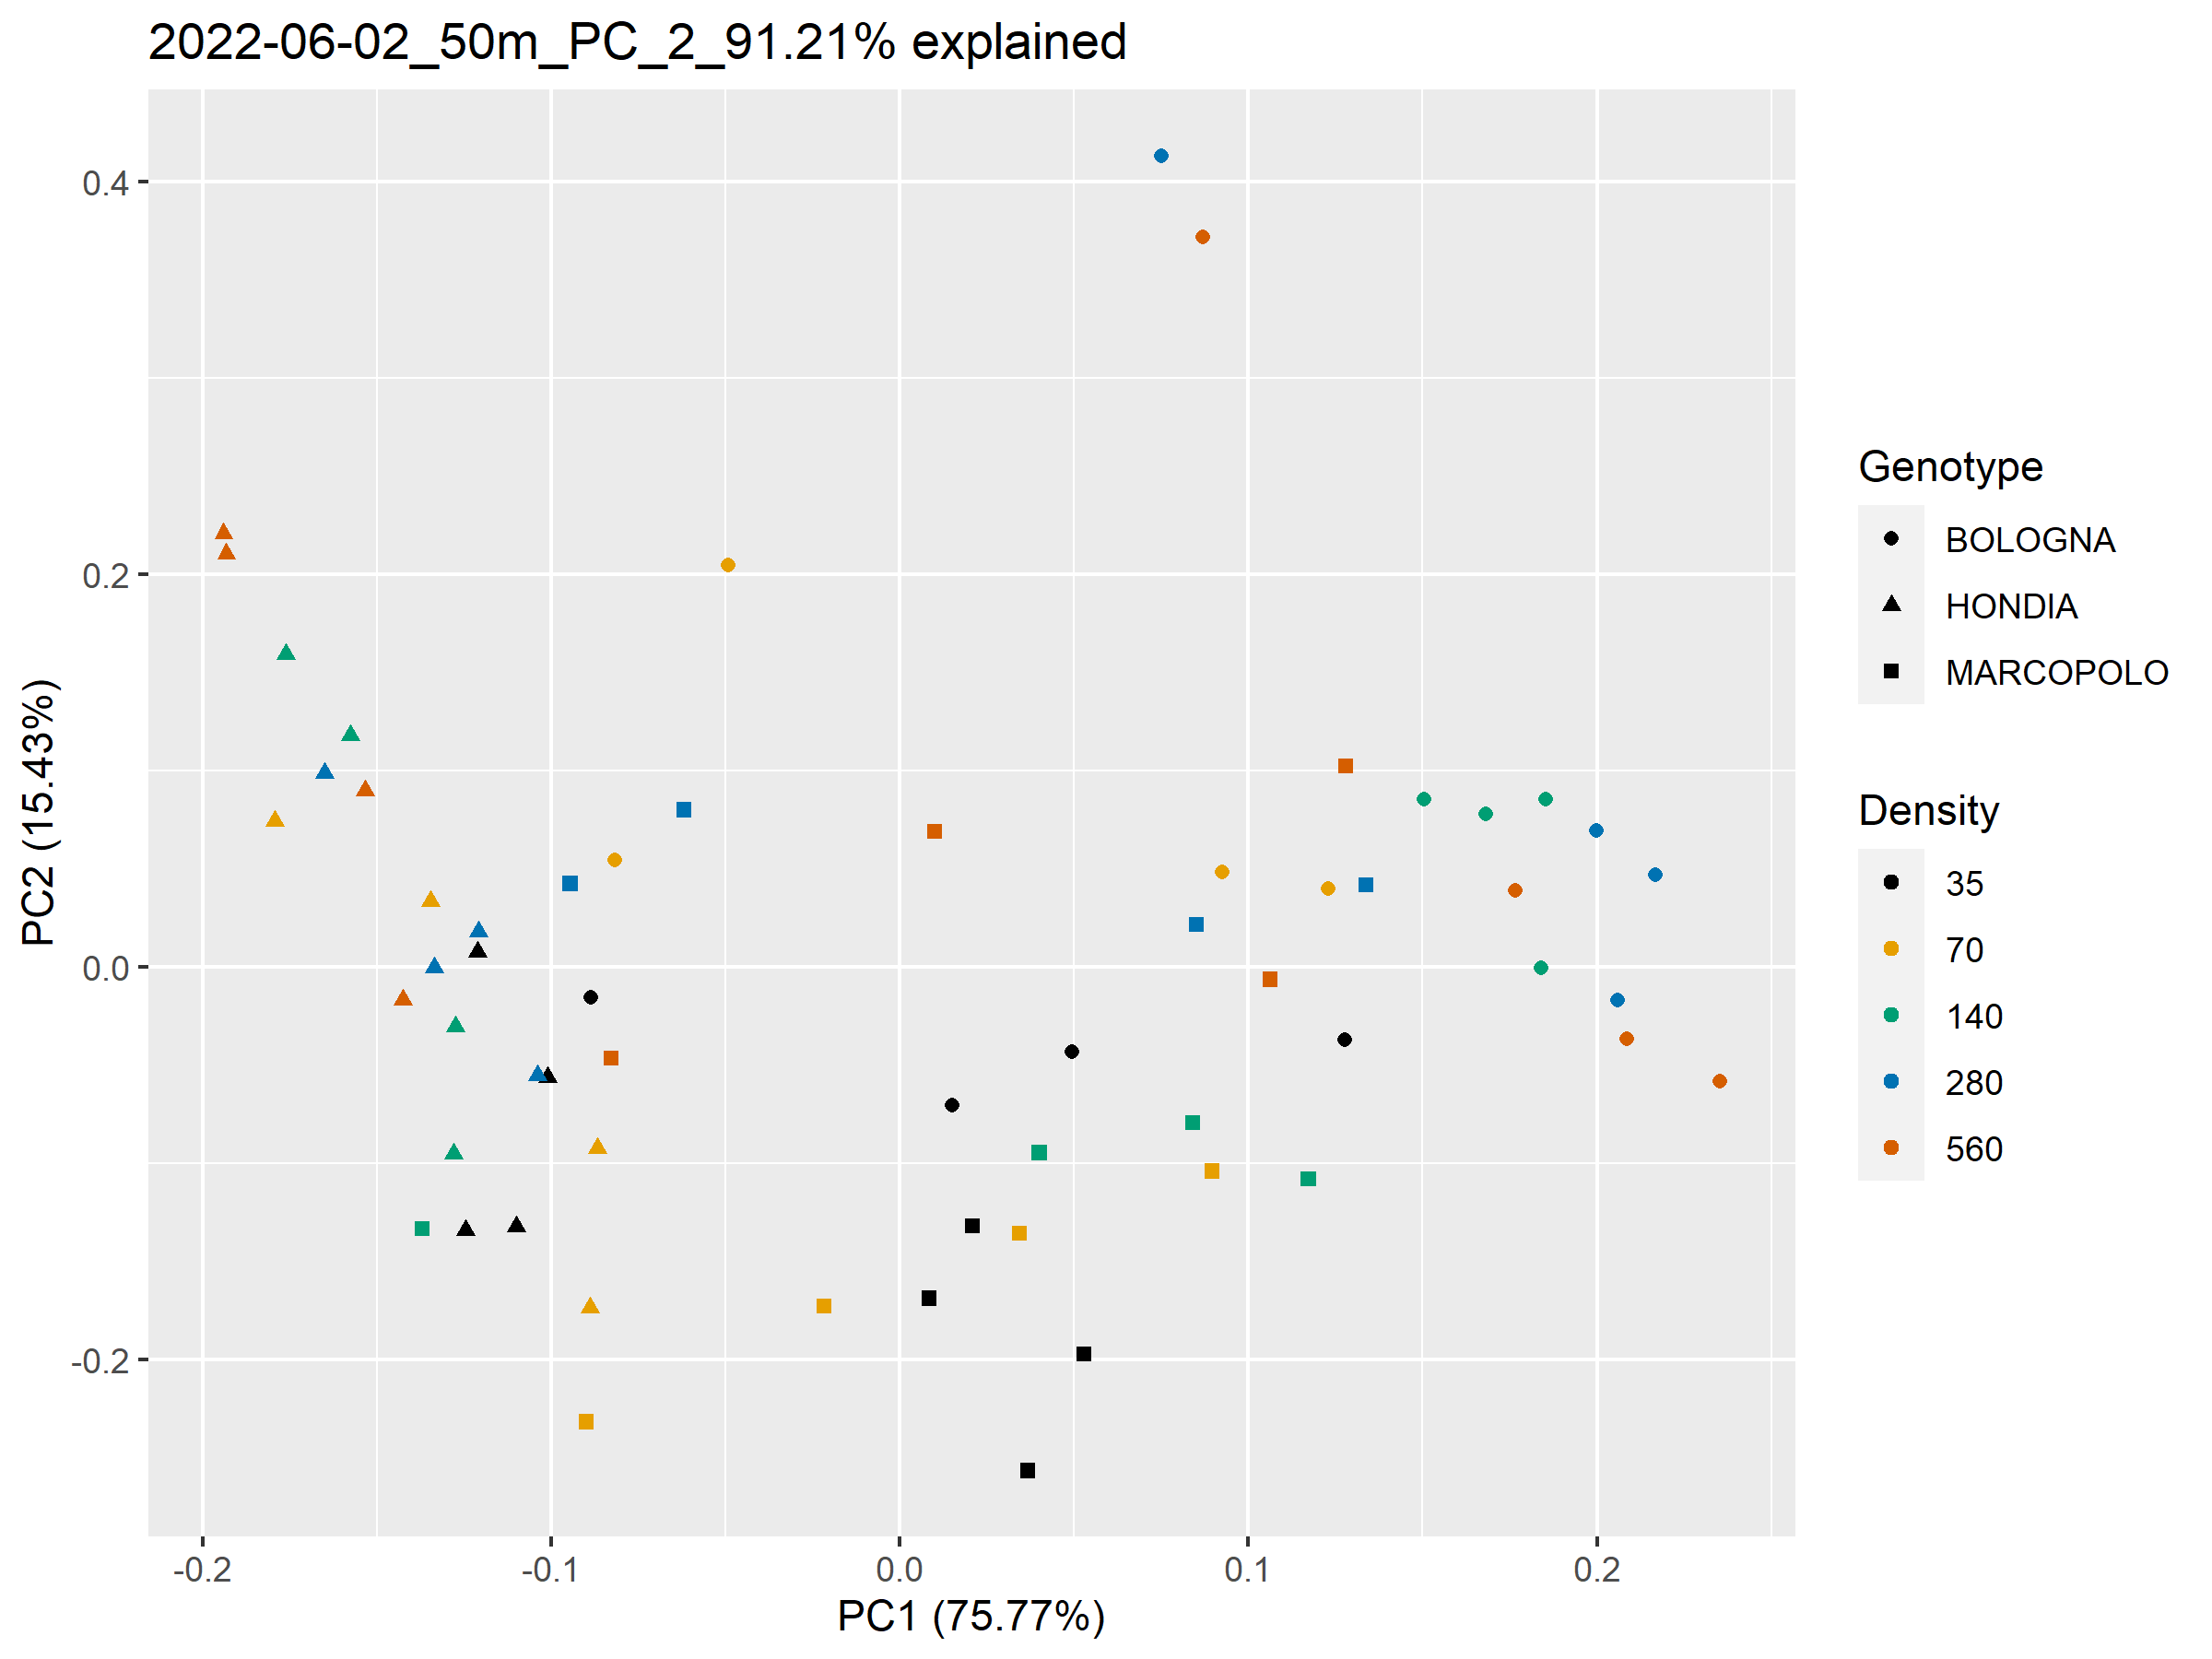 2022-06-02_50m_PC_2_91.21% explained
0.4
0.2
0.0
-0.2
PC2 (15.43%)
-0.2
-0.1
0.0
0.1
0.2
PC1 (75.77%)
Genotype
BOLOGNA
HONDIA
MARCOPOLO
Density
35
70
140
280
560